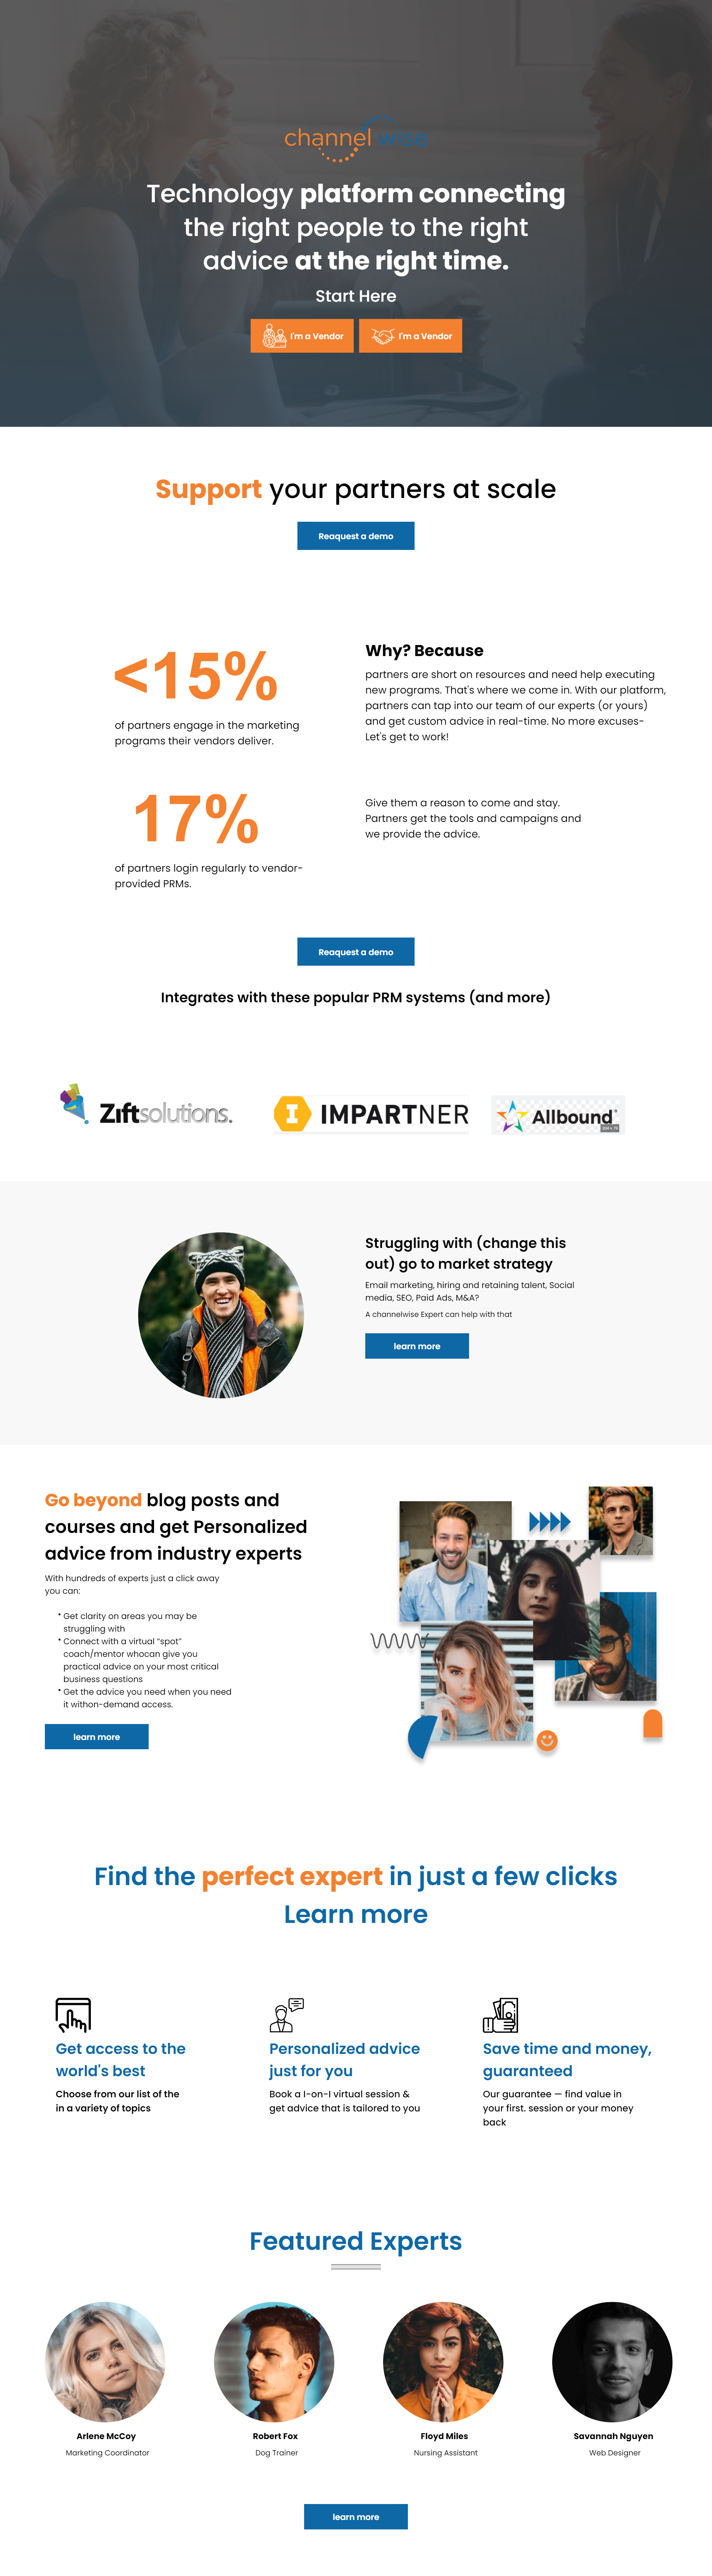 channel wise
Technology platform connecting
the right people to the right
advice at the right time.
Start Here
I'm a Vendor
I'm a Vendor
Support your partners at scale
Reaquest a demo
<15%
of partners engage in the marketing
programs their vendors deliver.
Why? Because
partners are short on resources and need help executing
new programs. That's where we come in. With our platform,
partners can tap into our team of our experts (or yours)
and get custom advice in real-time. No more excuses-
Let's get to work!
17%
of partners login regularly to vendor-
provided PRMs.
Give them a reason to come and stay.
Partners get the tools and campaigns and
we provide the advice.
Reaquest a demo
Integrates with these popular PRM systems (and more)
Zift solutions.
IMPARTNER
Allbound
Struggling with (change this
out) go to market strategy
Email marketing, hiring and retaining talent, Social
media, SEO, Paid Ads, M&A?
A channelwise Expert can help with that
learn more
Go beyond blog posts and
courses and get Personalized
advice from industry experts
With hundreds of experts just a click away
you can:
* Get clarity on areas you may be
struggling with
* Connect with a virtual “spot”
coach/mentor whocan give you
practical advice on your most critical
business questions
* Get the advice you need when you need
it withon-demand access.
learn more
Find the perfect expert in just a few clicks
Learn more
Get access to the
world's best
Choose from our list of the
in a variety of topics
Personalized advice
just for you
Book a 1-on-1 virtual session &
get advice that is tailored to you
Save time and money,
guaranteed
Our guarantee — find value in
your first. session or your money
back
Featured Experts
Arlene McCoy
Marketing Coordinator
Robert Fox
Dog Trainer
Floyd Miles
Nursing Assistant
Savannah Nguyen
Web Designer
learn more